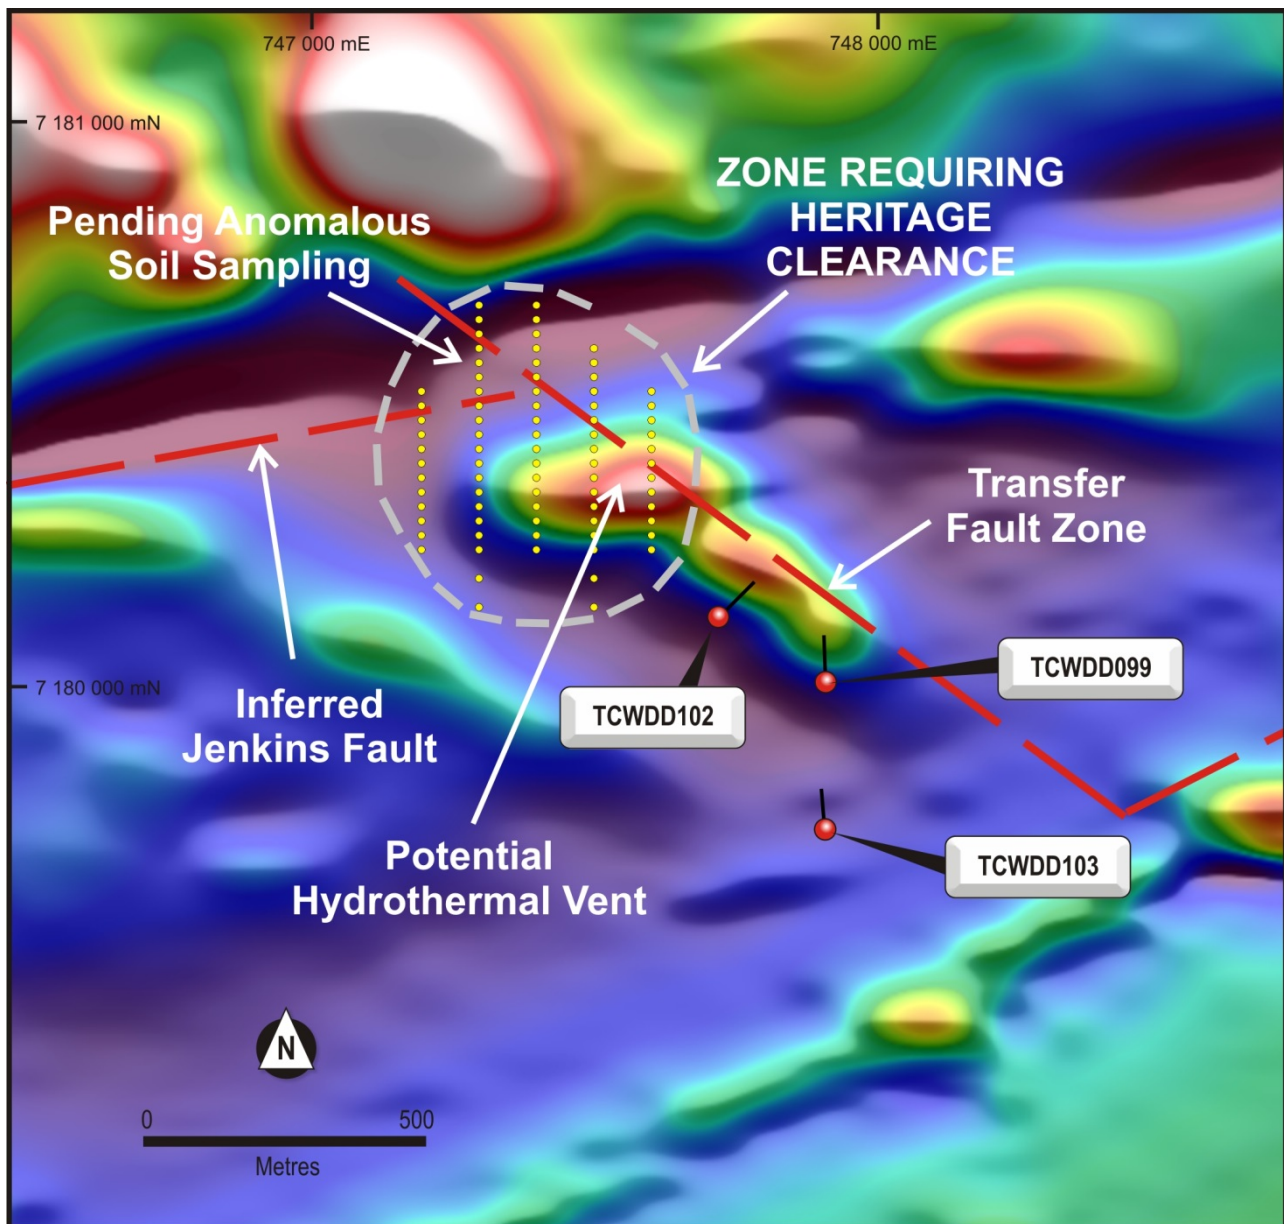 747 000 mE
748 000 mE
7 181 000 mN
ZONE REQUIRING
HERITAGE
CLEARANCE
Pending Anomalous
Soil Sampling
Transfer
Fault Zone
TCWDD099
7 180 000 mN
TCWDD102
Inferred
Jenkins Fault
Potential
Hydrothermal Vent
TCWDD103
N
0
500
Metres